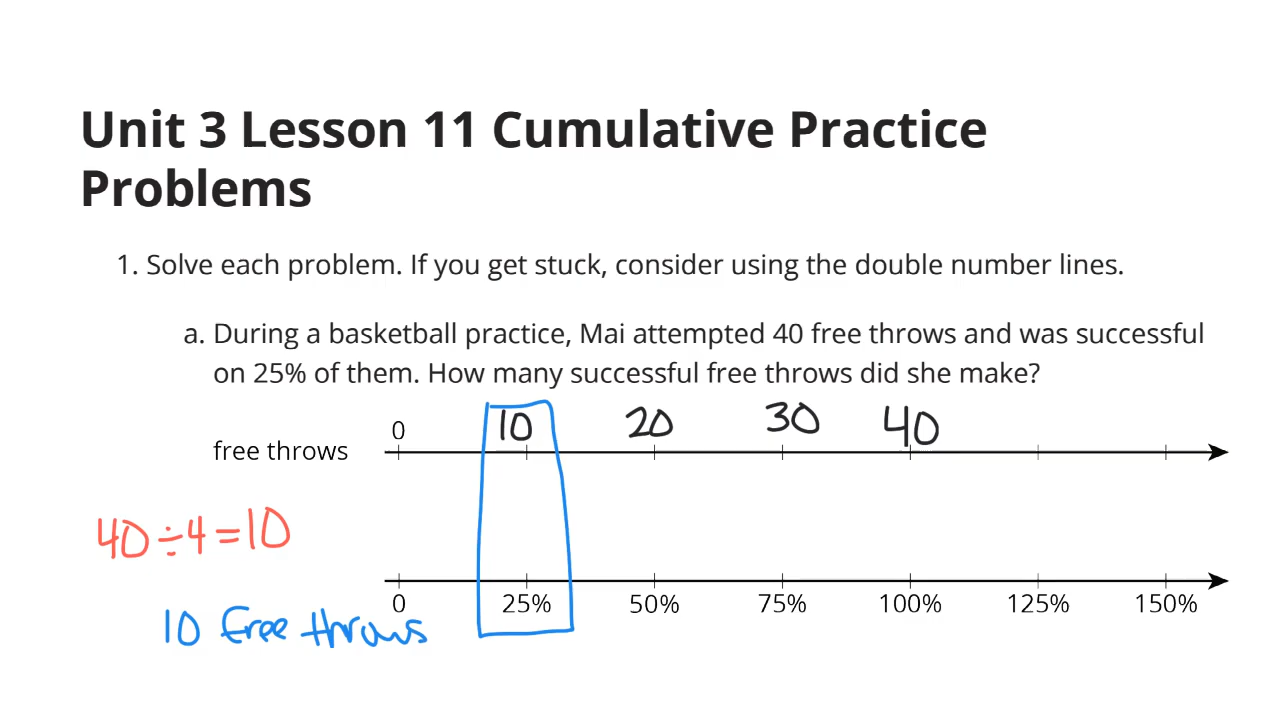 Unit 3 Lesson 11 Cumulative Practice
Problems
1. Solve each problem. If you get stuck, consider using the double number lines.
a. During a basketball practice, Mai attempted 40 free throws and was successful
on 25% of them. How many successful free throws did she make?
0 10 20 30 40
free throws
40 ÷ 4 = 10
0 25% 50% 75% 100% 125% 150%
10 free throws